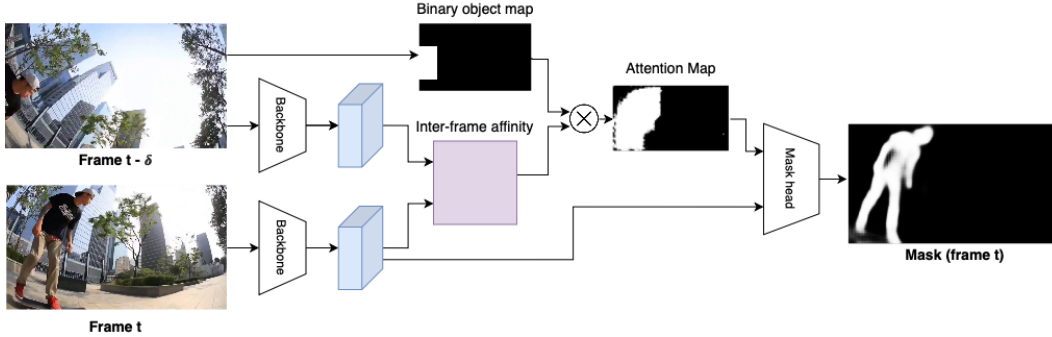 Binary object map
Attention Map
Backbone
Inter-frame affinity
Frame t - δ
Mask head
Backbone
Mask (frame t)
Frame t